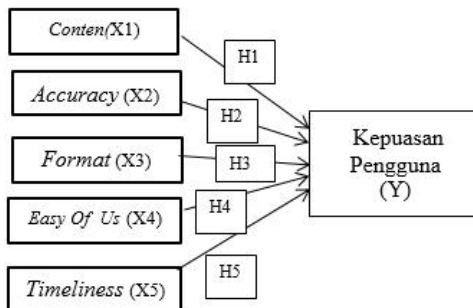 Conten(X1)
H1
Accuracy (X2)
H2
Kepuasan
Pengguna
(Y)
Format (X3)
H3
Easy Of Us (X4)
H4
Timeliness (X5)
H5